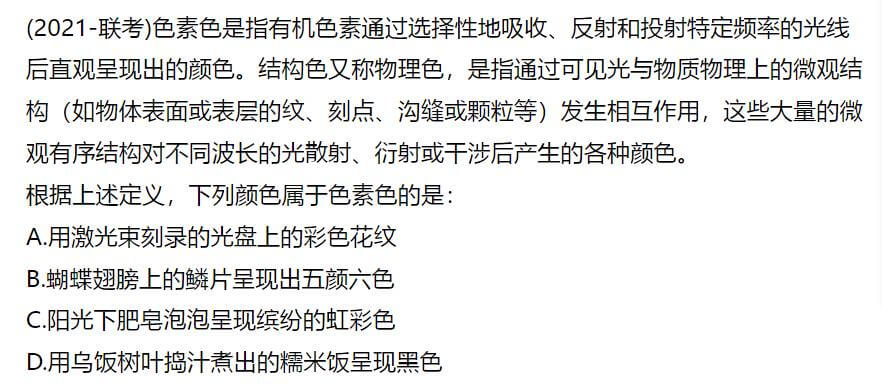 (2021-联考)色素色是指有机色素通过选择性地吸收、反射和投射特定频率的光线
后直观呈现出的颜色。结构色又称物理色，是指通过可见光与物质物理上的微观结
构（如物体表面或表层的纹、刻点、沟缝或颗粒等）发生相互作用，这些大量的微
观有序结构对不同波长的光散射、衍射或干涉后产生的各种颜色。
根据上述定义，下列颜色属于色素色的是：
A.用激光束刻录的光盘上的彩色花纹
B.蝴蝶翅膀上的鳞片呈现出五颜六色
C.阳光下肥皂泡泡呈现缤纷的虹彩色
D.用乌饭树叶捣汁煮出的糯米饭呈现黑色